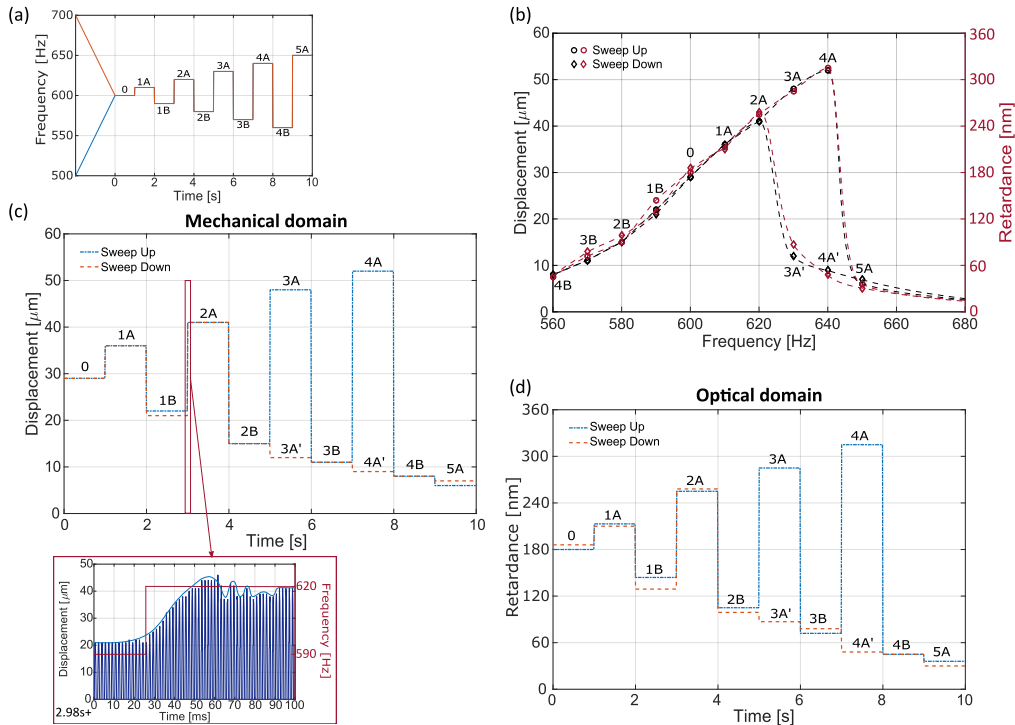 (a)
700
650
600
550
500
Frequency [Hz]
0
1A
1B
2A
2B
3A
3B
4A
4B
5A
0
2
4
6
8
10
Time [s]
(b)
Sweep Up
Sweep Down
60
50
40
30
20
10
0
Displacement [μm]
360
300
240
180
120
60
0
Retardance [nm]
4B
3B
2B
1B
0
1A
2A
3A
4A
3A'
4A'
5A
560
580
600
620
640
660
680
Frequency [Hz]
(c)
Mechanical domain
Sweep Up
Sweep Down
60
50
40
30
20
10
0
Displacement [μm]
0
1A
1B
2A
2B
3A
3A'
3B
4A
4A'
4B
5A
0
2
4
6
8
10
Time [s]
50
40
30
20
10
0
Displacement [μm]
620
590
Frequency [Hz]
2.98s+
0 10 20 30 40 50 60 70 80 90 100
Time [ms]
(d)
Optical domain
Sweep Up
Sweep Down
360
300
240
180
120
60
0
Retardance [nm]
0
1A
1B
2A
2B
3A
3A'
3B
4A
4A'
4B
5A
0
2
4
6
8
10
Time [s]